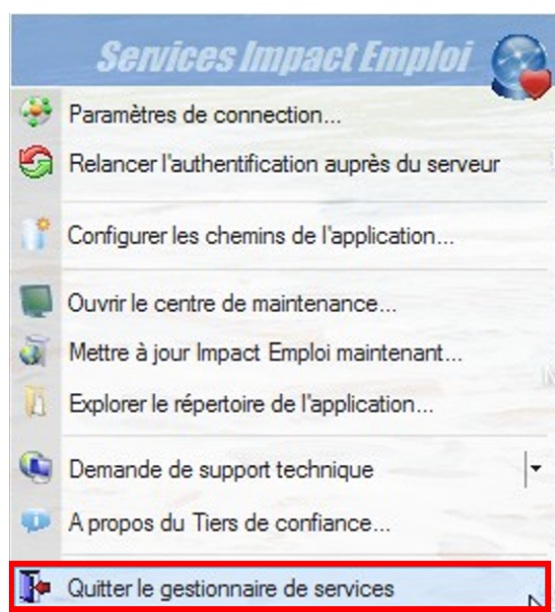 Services Impact Emploi
Paramètres de connection...
Relancer l'authentification auprès du serveur
Configurer les chemins de l'application...
Ouvrir le centre de maintenance...
Mettre à jour Impact Emploi maintenant...
Explorer le répertoire de l'application...
Demande de support technique
A propos du Tiers de confiance...
Quitter le gestionnaire de services